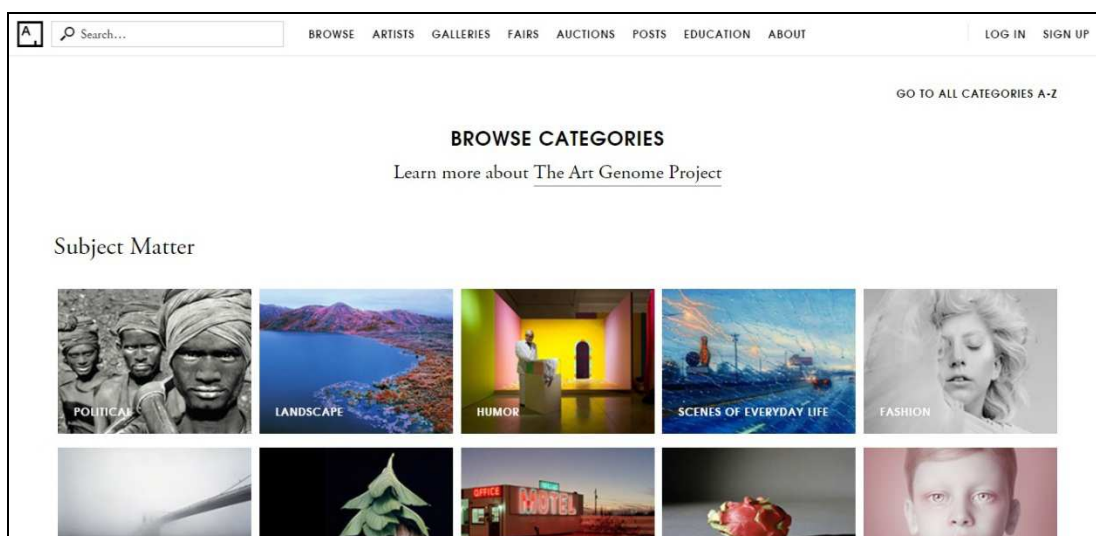 A
Search...
BROWSE ARTISTS GALLERIES FAIRS AUCTIONS POSTS EDUCATION ABOUT
LOG IN SIGN UP
GO TO ALL CATEGORIES A-Z
BROWSE CATEGORIES
Learn more about The Art Genome Project
Subject Matter
POLITICAL
LANDSCAPE
HUMOR
SCENES OF EVERYDAY LIFE
FASHION
OFFICE
MOTEL